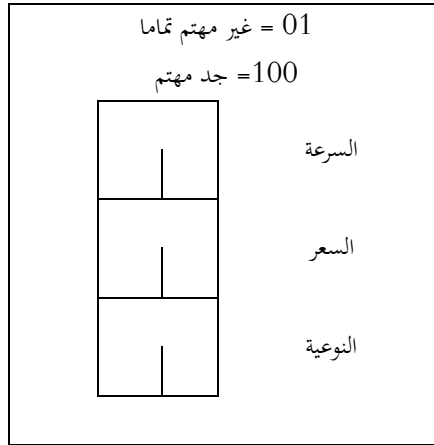 01 = غير مهتم تماما
100= جد مهتم
السرعة
السعر
النوعية